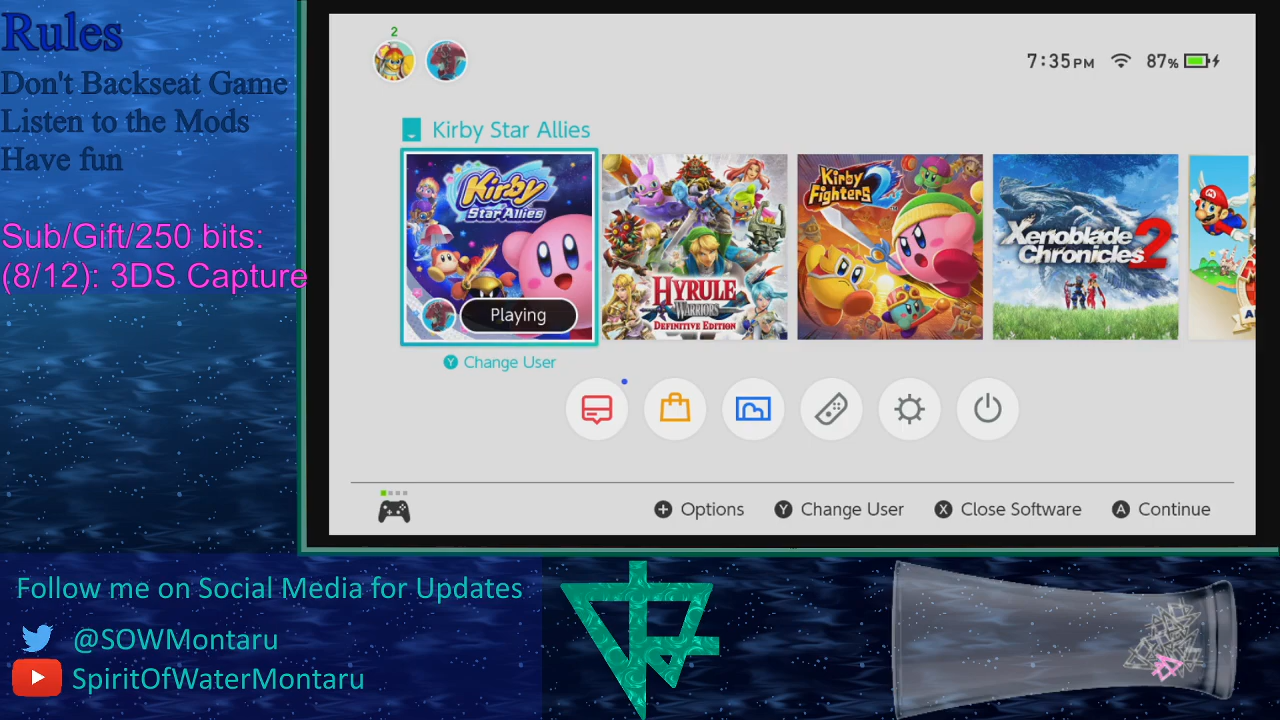 Rules
Don't Backseat Game
Listen to the Mods
Have fun
Sub/Gift/250 bits:
(8/12): 3DS Capture
2
7:35 PM 87%
Kirby Star Allies
Kirby
Star Allies
Playing
HYRULE
WARRIORS
DEFINITIVE EDITION
Kirby
Fighters 2
Xenoblade
Chronicles 2
Y Change User
+ Options Y Change User X Close Software A Continue
Follow me on Social Media for Updates
@SOWMontaru
SpiritOfWaterMontaru